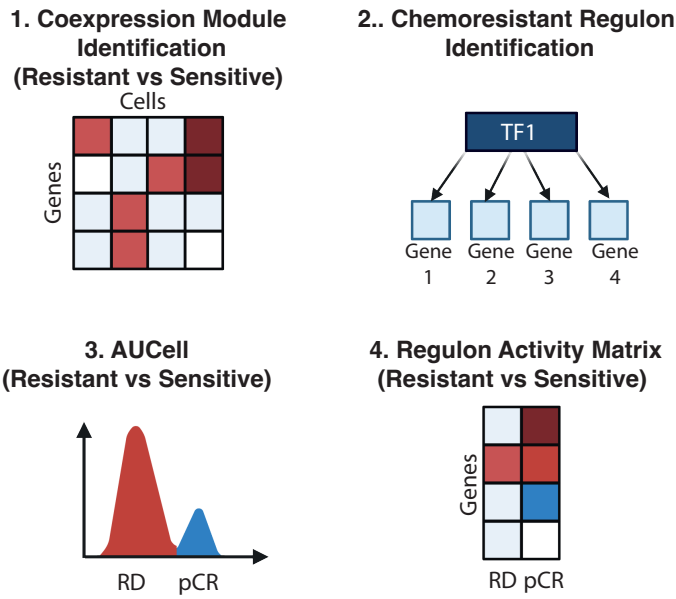 1. Coexpression Module
Identification
(Resistant vs Sensitive)
Cells
Genes
2.. Chemoresistant Regulon
Identification
TF1
Gene Gene Gene Gene
1 2 3 4
3. AUCell
(Resistant vs Sensitive)
RD pCR
4. Regulon Activity Matrix
(Resistant vs Sensitive)
Genes
RD pCR